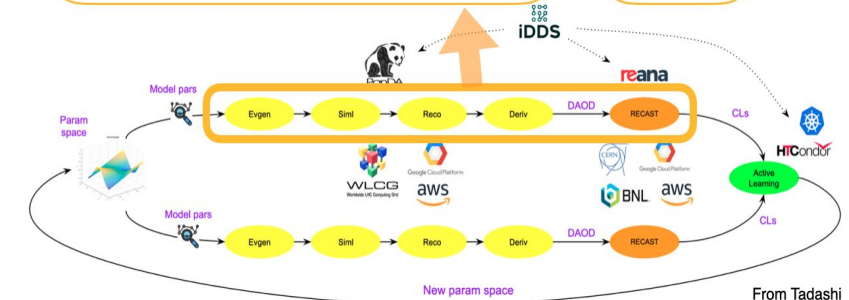 iDDS
PanDA
reana
Model pars
Evgen
Siml
Reco
Deriv
DAOD
RECAST
CLs
Param
space
WLCG
Worldwide LHC Computing Grid
Google Cloud Platform
aws
CERN
Google Cloud Platform
BNL
aws
HTCondor
Active
Learning
Model pars
Evgen
Siml
Reco
Deriv
DAOD
RECAST
CLs
New param space
From Tadashi